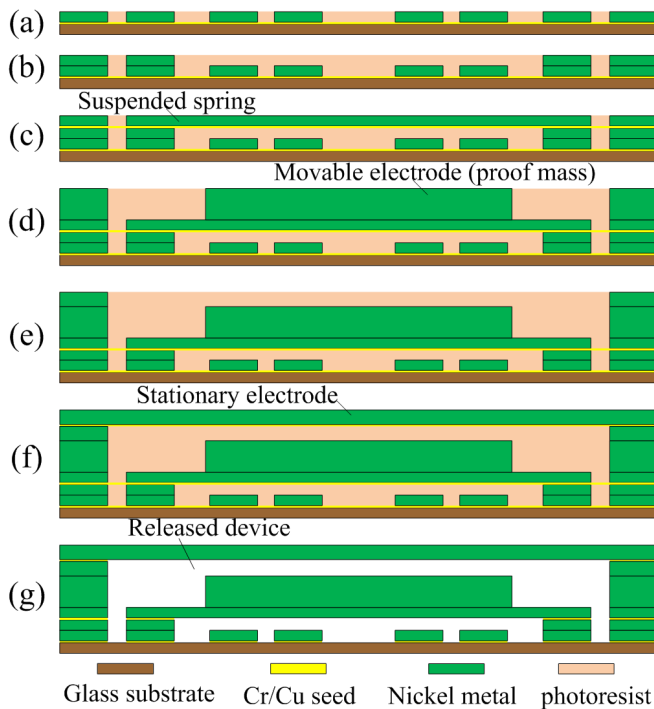 (a)
(b)
Suspended spring
(c)
Movable electrode (proof mass)
(d)
(e)
Stationary electrode
(f)
Released device
(g)
Glass substrate
Cr/Cu seed
Nickel metal
photoresist